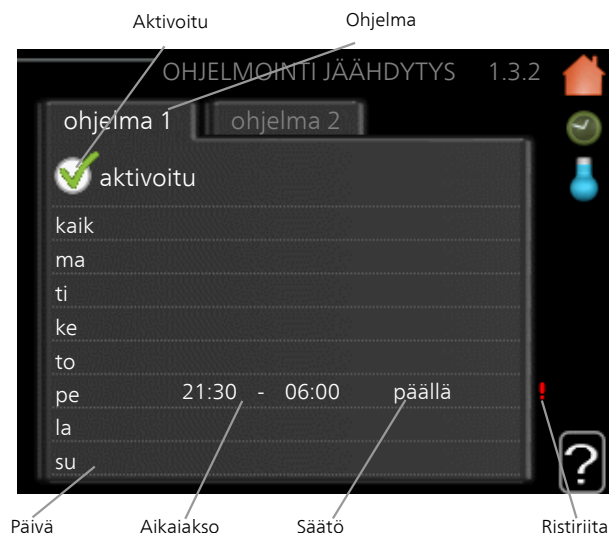 Aktivoitu Ohjelma
OHJELMOINTI JÄÄHDYTYS 1.3.2
ohjelma 1 ohjelma 2
aktivoitu
kaik
ma
ti
ke
to
pe 21:30 - 06:00 päällä !
la
su
?
Päivä Aikajakso Säätö Ristiriita